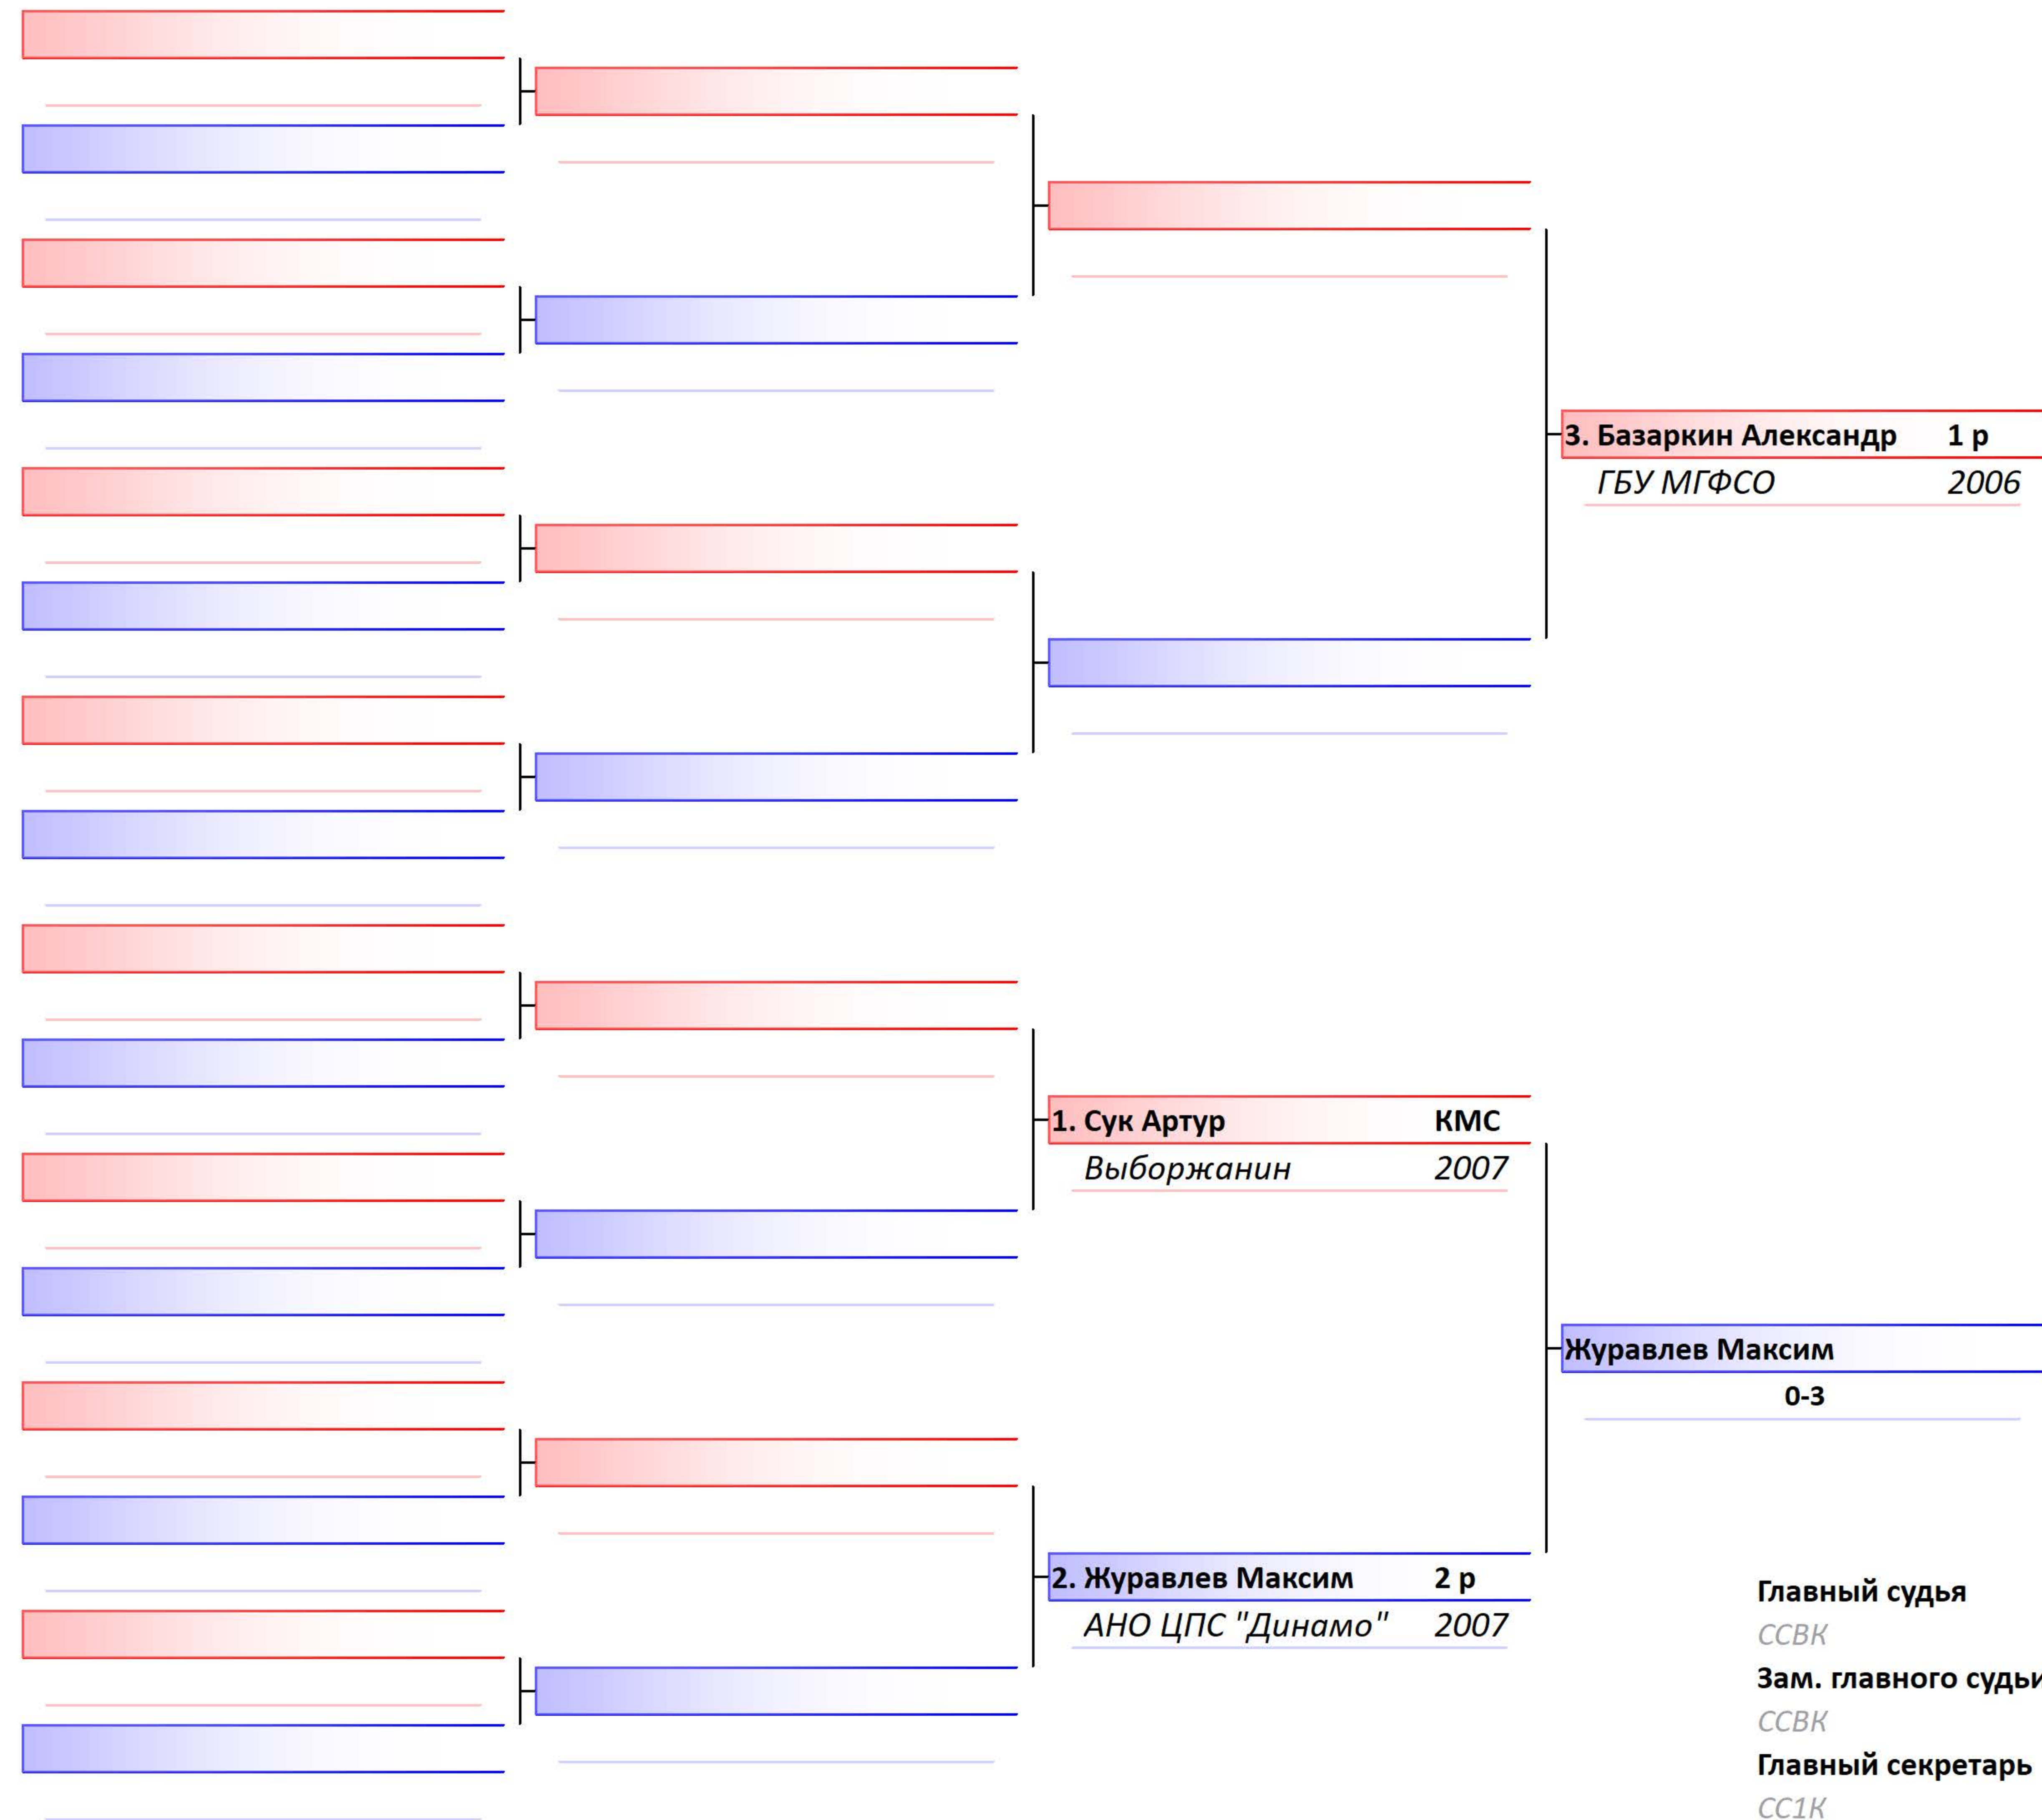 3. Базаркин Александр 1 р
ГБУ МГФСО 2006
1. Сук Артур КМС
Выборжанин 2007
Журавлев Максим
0-3
2. Журавлев Максим 2 р
АНО ЦПС "Динамо" 2007
Главный судья
ССВК
Зам. главного судьи
ССВК
Главный секретарь
СС1К